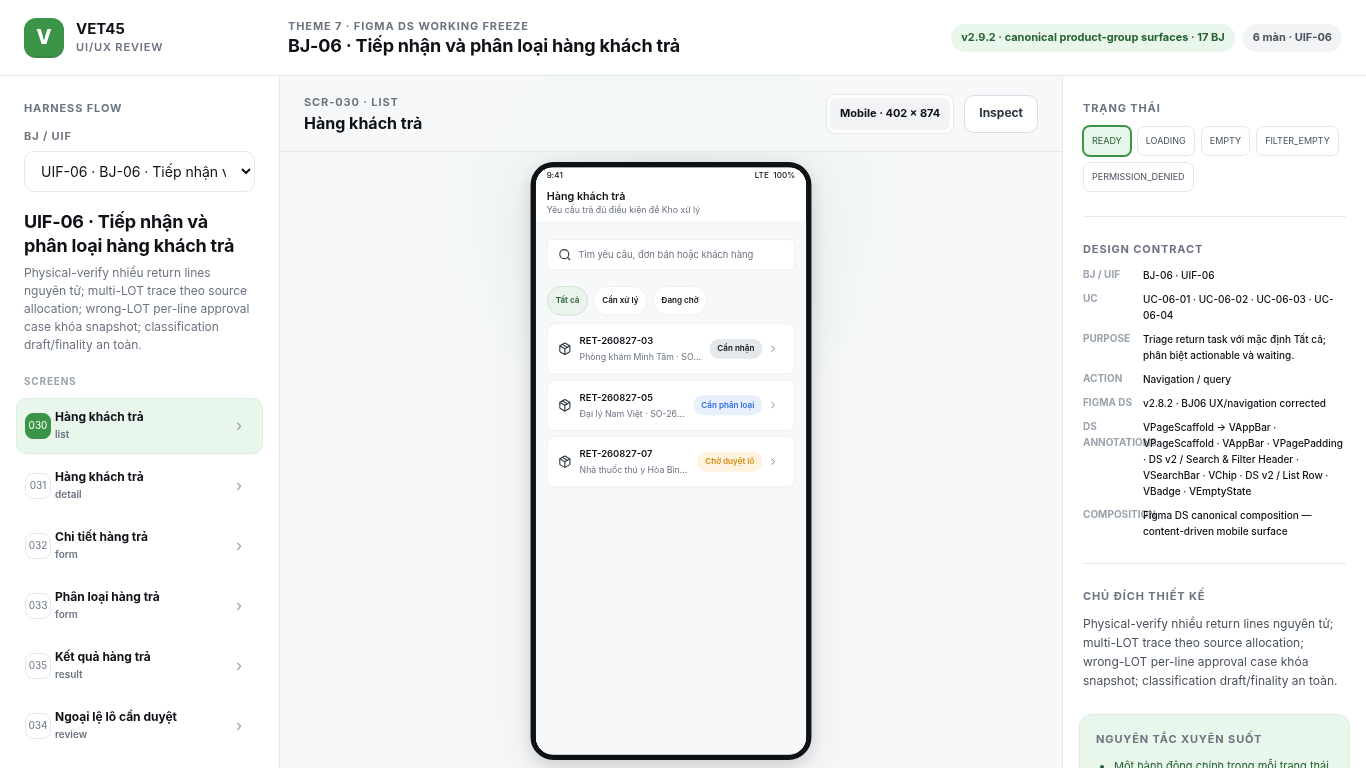 V
VET45
UI/UX REVIEW
THEME 7 · FIGMA DS WORKING FREEZE
BJ-06 · Tiếp nhận và phân loại hàng khách trả
v2.9.2 · canonical product-group surfaces · 17 BJ
6 màn · UIF-06
HARNESS FLOW
BJ / UIF
UIF-06 · BJ-06 · Tiếp nhận
UIF-06 · Tiếp nhận và
phân loại hàng khách trả
Physical-verify nhiều return lines
nguyên tử; multi-LOT trace theo source
allocation; wrong-LOT per-line approval
case khóa snapshot; classification
draft/finality an toàn.
SCREENS
030
Hàng khách trả
list
031
Hàng khách trả
detail
032
Chi tiết hàng trả
form
033
Phân loại hàng trả
form
035
Kết quả hàng trả
result
034
Ngoại lệ lô cần duyệt
review
SCR-030 · LIST
Hàng khách trả
Mobile · 402 × 874
Inspect
9:41
LTE 100%
Hàng khách trả
Yêu cầu trả đủ điều kiện để Kho xử lý
Tìm yêu cầu, đơn bán hoặc khách hàng
Tất cả
Cần xử lý
Đang chờ
RET-260827-03
Phòng khám Minh Tâm · SO...
Cần nhận
RET-260827-05
Đại lý Nam Việt · SO-26...
Cần phân loại
RET-260827-07
Nhà thuốc thú y Hòa Bìn...
Chờ duyệt lô
TRẠNG THÁI
READY
LOADING
EMPTY
FILTER_EMPTY
PERMISSION_DENIED
DESIGN CONTRACT
BJ / UIF
BJ-06 · UIF-06
UC
UC-06-01 · UC-06-02 · UC-06-03 · UC-
06-04
PURPOSE
Triage return task với mặc định Tất cả;
phân biệt actionable và waiting.
ACTION
Navigation / query
FIGMA DS
v2.8.2 · BJ06 UX/navigation corrected
DS
ANNOTATION
VPageScaffold → VAppBar ·
VPageScaffold · VAppBar · VPagePadding
· DS v2 / Search & Filter Header ·
VSearchBar · VChip · DS v2 / List Row ·
VBadge · VEmptyState
COMPOSITION
Figma DS canonical composition —
content-driven mobile surface
CHỦ ĐÍCH THIẾT KẾ
Physical-verify nhiều return lines nguyên tử;
multi-LOT trace theo source allocation;
wrong-LOT per-line approval case khóa
snapshot; classification draft/finality an toàn.
NGUYÊN TẮC XUYÊN SUỐT
• Một hành động chính trong mỗi trạng thái